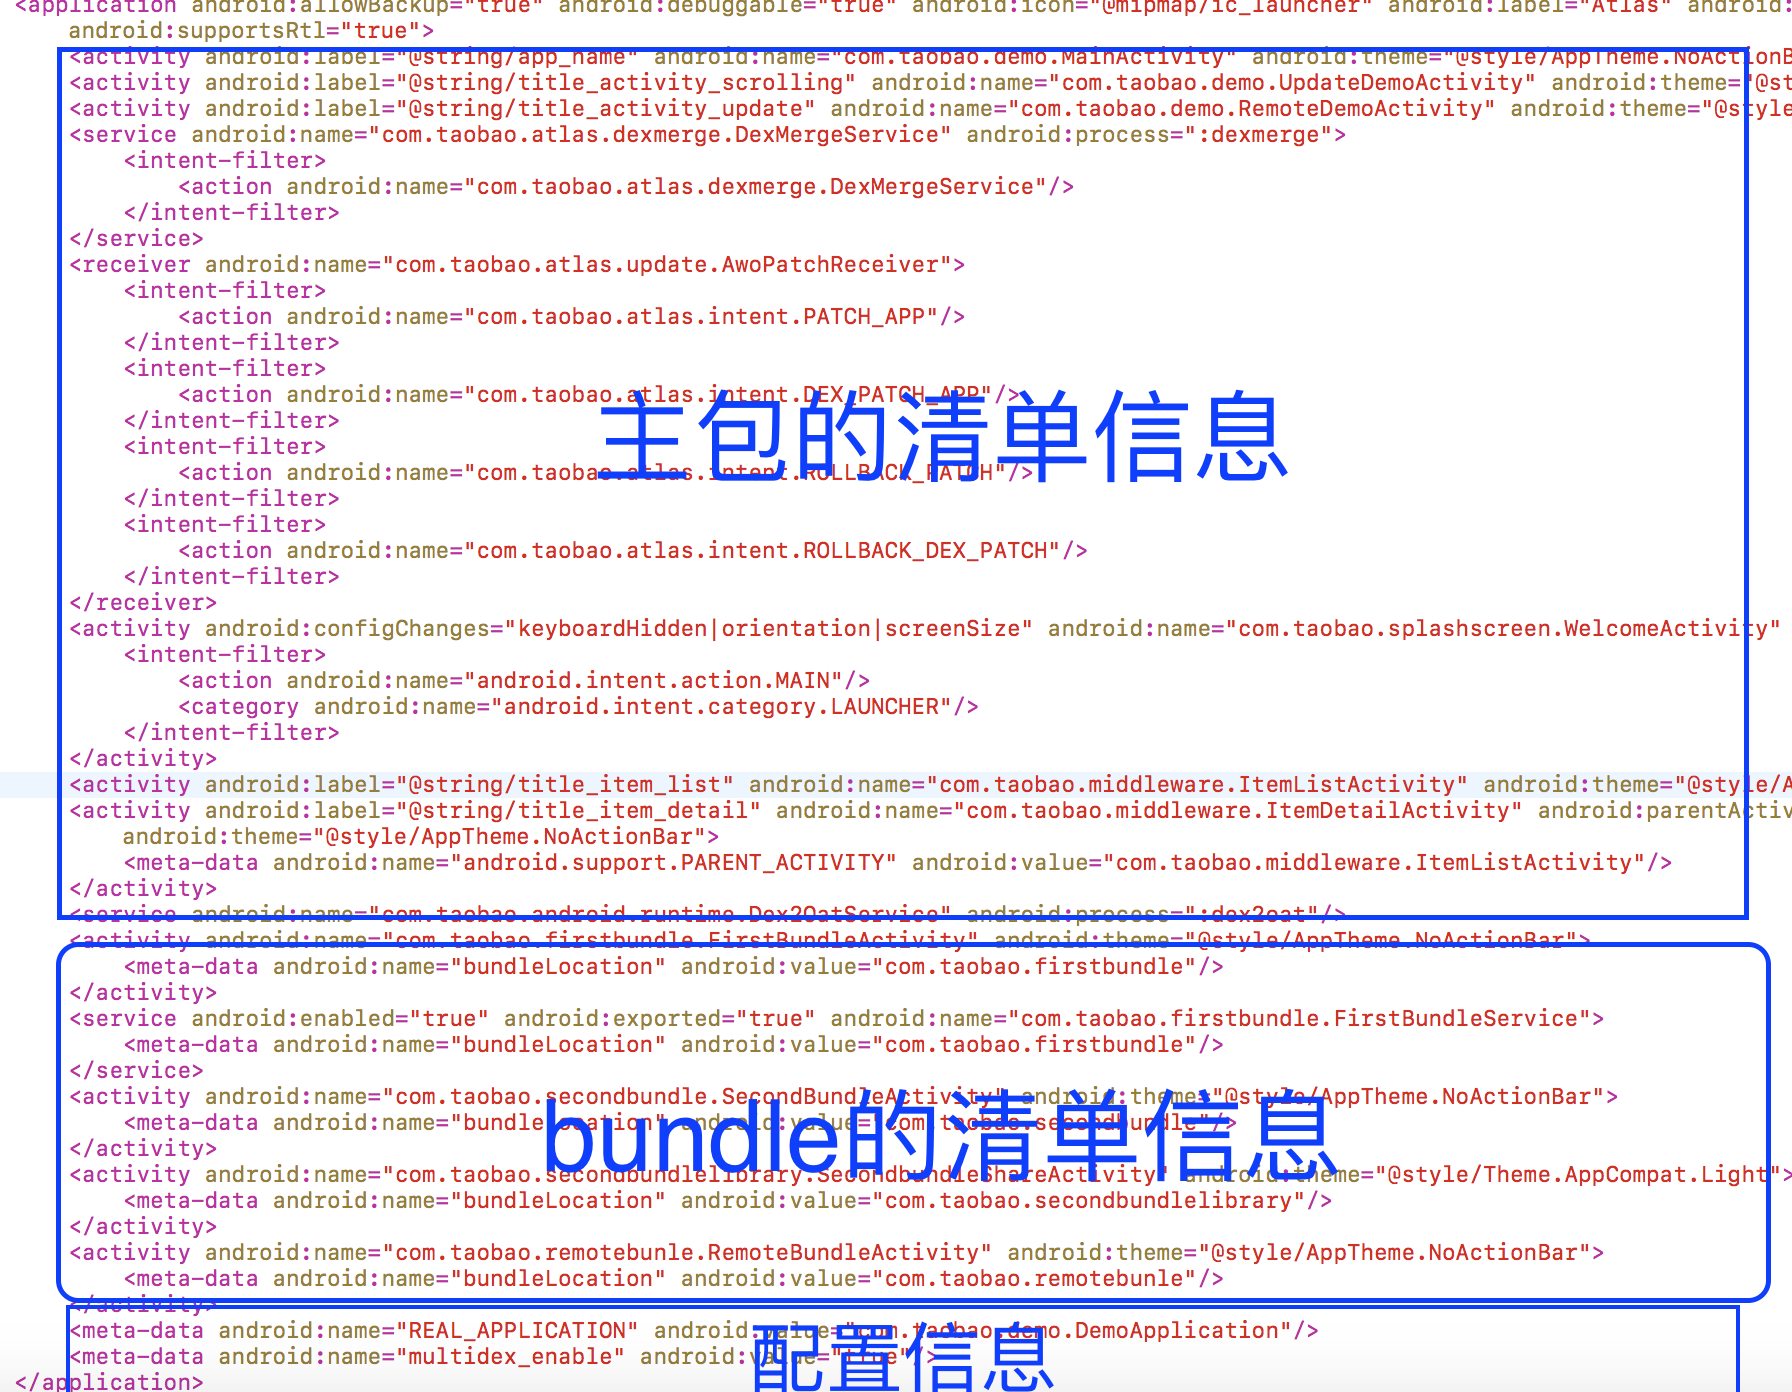 <application android:allowBackup="true" android:debuggable="true" android:icon="@mipmap/ic_launcher" android:label="Atlas" android:
android:supportsRtl="true">
<activity android:label="@string/app_name" android:name="com.taobao.demo.MainActivity" android:theme="@style/AppTheme.NoActionB
<activity android:label="@string/title_activity_scrolling" android:name="com.taobao.demo.UpdateDemoActivity" android:theme="@st
<activity android:label="@string/title_activity_update" android:name="com.taobao.demo.RemoteDemoActivity" android:theme="@style
<service android:name="com.taobao.atlas.dexmerge.DexMergeService" android:process=":dexmerge">
<intent-filter>
<action android:name="com.taobao.atlas.dexmerge.DexMergeService"/>
</intent-filter>
</service>
<receiver android:name="com.taobao.atlas.update.AwoPatchReceiver">
<intent-filter>
<action android:name="com.taobao.atlas.intent.PATCH_APP"/>
</intent-filter>
<intent-filter>
<action android:name="com.taobao.atlas.intent.DEX_PATCH_APP"/>
</intent-filter>
主包的清单信息
<intent-filter>
<action android:name="com.taobao.atlas.intent.ROLLBACK_PATCH"/>
</intent-filter>
<intent-filter>
<action android:name="com.taobao.atlas.intent.ROLLBACK_DEX_PATCH"/>
</intent-filter>
</receiver>
<activity android:configChanges="keyboardHidden|orientation|screenSize" android:name="com.taobao.splashscreen.WelcomeActivity"
<intent-filter>
<action android:name="android.intent.action.MAIN"/>
<category android:name="android.intent.category.LAUNCHER"/>
</intent-filter>
</activity>
<activity android:label="@string/title_item_list" android:name="com.taobao.middleware.ItemListActivity" android:theme="@style/A
<activity android:label="@string/title_item_detail" android:name="com.taobao.middleware.ItemDetailActivity" android:parentActiv
android:theme="@style/AppTheme.NoActionBar">
<meta-data android:name="android.support.PARENT_ACTIVITY" android:value="com.taobao.middleware.ItemListActivity"/>
</activity>
<service android:name="com.taobao.android.runtime.Dex2OatService" android:process=":dex2oat"/>
<activity android:name="com.taobao.firstbundle.FirstBundleActivity" android:theme="@style/AppTheme.NoActionBar">
<meta-data android:name="bundleLocation" android:value="com.taobao.firstbundle"/>
</activity>
<service android:enabled="true" android:exported="true" android:name="com.taobao.firstbundle.FirstBundleService">
<meta-data android:name="bundleLocation" android:value="com.taobao.firstbundle"/>
</service>
<activity android:name="com.taobao.secondbundle.SecondBundleActivity" android:theme="@style/AppTheme.NoActionBar">
<meta-data android:name="bundleLocation" android:value="com.taobao.secondbundle"/>
bundle的清单信息
</activity>
<activity android:name="com.taobao.secondbundlelibrary.SecondbundleShareActivity" android:theme="@style/Theme.AppCompat.Light">
<meta-data android:name="bundleLocation" android:value="com.taobao.secondbundlelibrary"/>
</activity>
<activity android:name="com.taobao.remotebunle.RemoteBundleActivity" android:theme="@style/AppTheme.NoActionBar">
<meta-data android:name="bundleLocation" android:value="com.taobao.remotebunle"/>
</activity>
<meta-data android:name="REAL_APPLICATION" android:value="com.taobao.demo.DemoApplication"/>
<meta-data android:name="multidex_enable" android:value="true"/>
配置信息
</application>